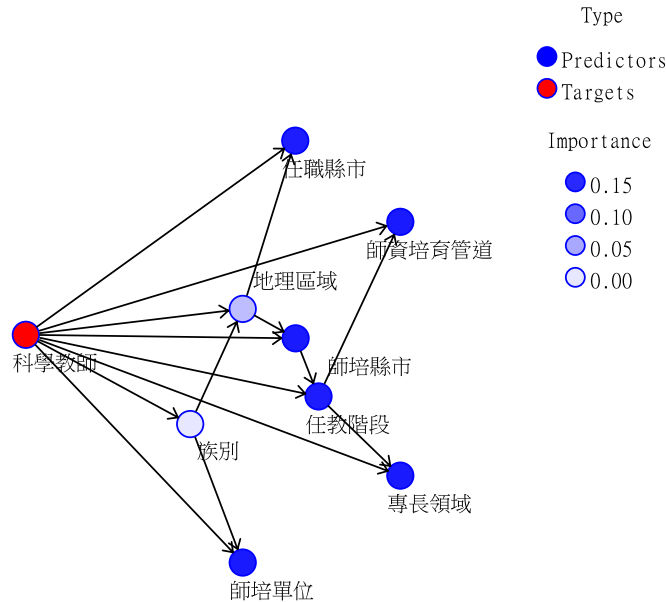 Type
Predictors
Targets
Importance
0.15
0.10
0.05
0.00
任職縣市
師資培育管道
地理區域
科學教師
師培縣市
任教階段
族別
專長領域
師培單位